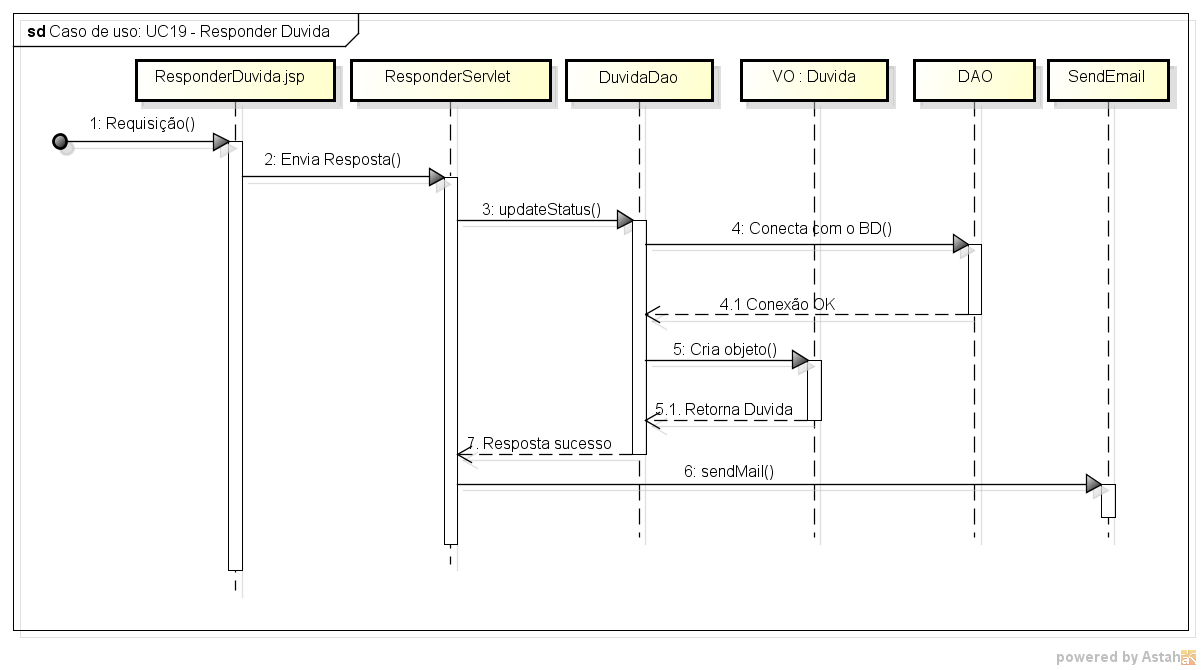 sd Caso de uso: UC19 - Responder Duvida
ResponderDuvida.jsp
ResponderServlet
DuvidaDao
VO : Duvida
DAO
SendEmail
1: Requisição()
2: Envia Resposta()
3: updateStatus()
4: Conecta com o BD()
4.1 Conexão OK
5: Cria objeto()
5.1. Retorna Duvida
7. Resposta sucesso
6: sendMail()
powered by Astah